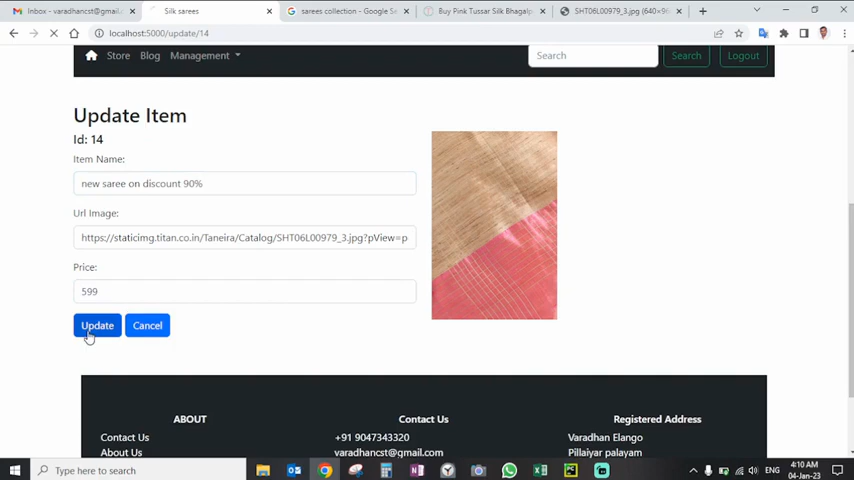 Inbox - varadhancst@gmail.
Silk sarees
sarees collection - Google Se
Buy Pink Tussar Silk Bhagalp
SHT06L00979_3.jpg (640×96
localhost:5000/update/14
Store
Blog
Management
Search
Search
Logout
Update Item
Id: 14
Item Name:
new saree on discount 90%
Url Image:
https://staticimg.titan.co.in/Taneira/Catalog/SHT06L00979_3.jpg?pView=p
Price:
599
Update
Cancel
ABOUT
Contact Us
Registered Address
Contact Us
+91 9047343320
Varadhan Elango
About Us
varadhancst@gmail.com
Pillaiyar palayam
Type here to search
ENG
4:10 AM
04-Jan-23